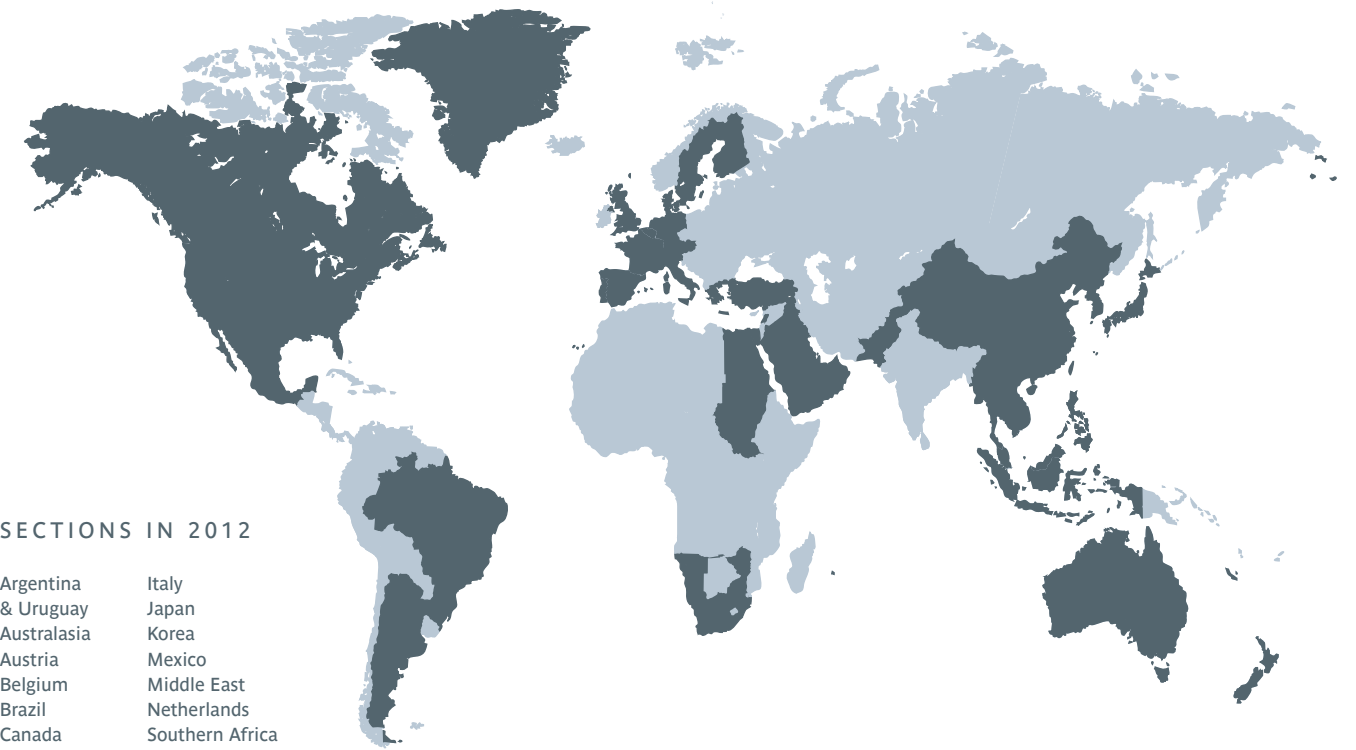 SECTIONS IN 2012
Argentina
& Uruguay
Australasia
Austria
Belgium
Brazil
Canada
Italy
Japan
Korea
Mexico
Middle East
Netherlands
Southern Africa